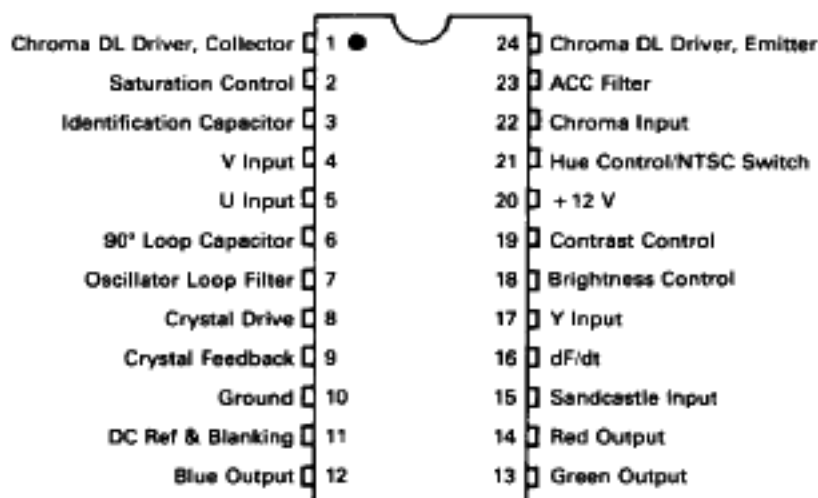 Chroma DL Driver, Collector 1 24 Chroma DL Driver, Emitter
Saturation Control 2 23 ACC Filter
Identification Capacitor 3 22 Chroma Input
V Input 4 21 Hue Control/NTSC Switch
U Input 5 20 +12 V
90° Loop Capacitor 6 19 Contrast Control
Oscillator Loop Filter 7 18 Brightness Control
Crystal Drive 8 17 Y Input
Crystal Feedback 9 16 dF/dt
Ground 10 15 Sandcastle Input
DC Ref & Blanking 11 14 Red Output
Blue Output 12 13 Green Output